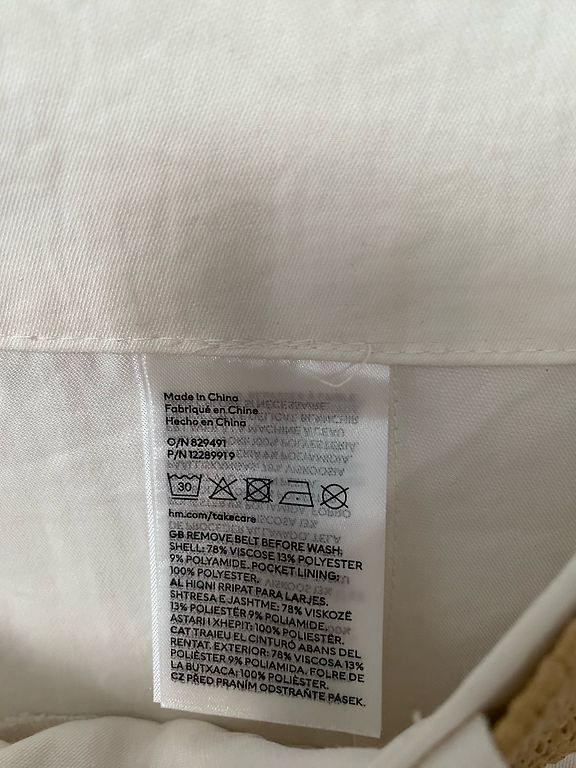 Made in China
Fabriqué en Chine
Hecho en China
O/N 829491
P/N 12289919
30
hm.com/takecare
GB REMOVE BELT BEFORE WASH;
SHELL: 78% VISCOSE 13% POLYESTER
9% POLYAMIDE. POCKET LINING:
100% POLYESTER.
AL HIQNI RRIPAT PARA LARJES.
SHTRESA E JASHTME: 78% VISKOZË
13% POLIESTËR 9% POLIAMIDE.
ASTARI I XHEPIT: 100% POLIESTËR.
CAT TRAIEU EL CINTURÓ ABANS DEL
RENTAT. EXTERIOR: 78% VISCOSA 13%
POLIÈSTER 9% POLIAMIDA. FOLRE DE
LA BUTXACA: 100% POLIÈSTER.
CZ PŘED PRANÍM ODSTRAŇTE PÁSEK.